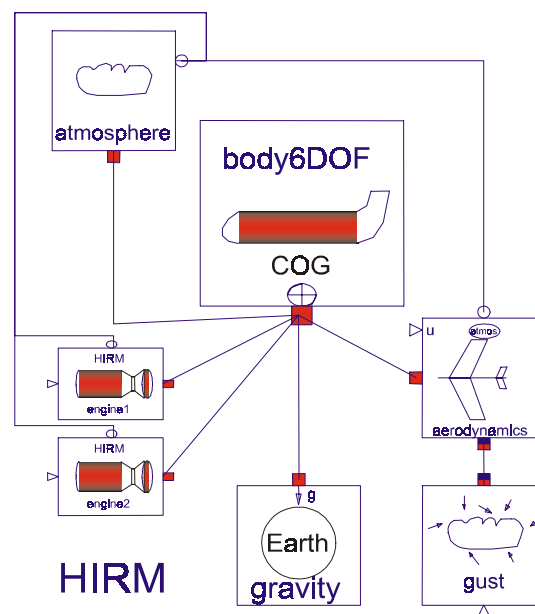 atmosphere
body6DOF
COG
u
atmos
HIRM
engine1
aerodynamics
HIRM
engine2
g
Earth
gravity
gust
HIRM